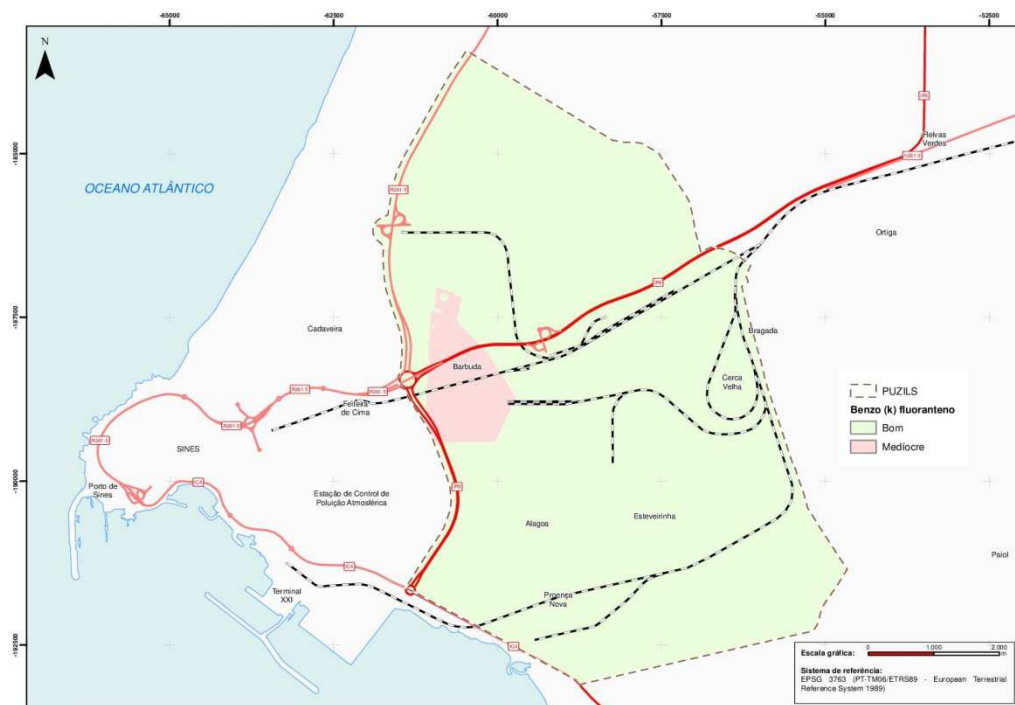 -65000
-62500
-60000
-57500
-55000
-52500
N
-185000
-187500
-190000
-192500
IP8
Relvas
Verdes
N261-5
OCEANO ATLÂNTICO
Ortiga
IP8
Cadaveira
Bragada
Barbuda
Cerca
Velha
Feiteira
de Cima
PUZILS
Benzo (k) fluoranteno
Bom
Medíocre
SINES
IC4
IP8
Porto de
Sines
Estação de Control de
Poluição Atmosférica
Alagoa
Esteveirinha
Paiol
IC4
Terminal
XXI
Proença
Nova
IC4
Escala gráfica:
0
1.000
2.000
m
Sistema de referência:
EPSG 3763 (PT-TM06/ETRS89 - European Terrestrial
Reference System 1989)